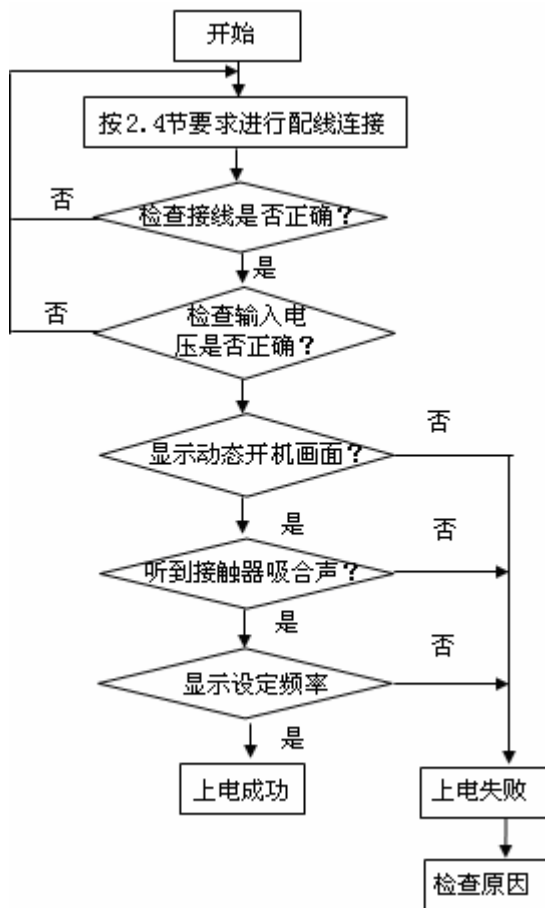 开始
按2.4节要求进行配线连接
否
检查接线是否正确？
是
否
检查输入电
压是否正确？
否
显示动态开机画面？
是
否
听到接触器吸合声？
是
否
显示设定频率
是
上电成功
上电失败
检查原因